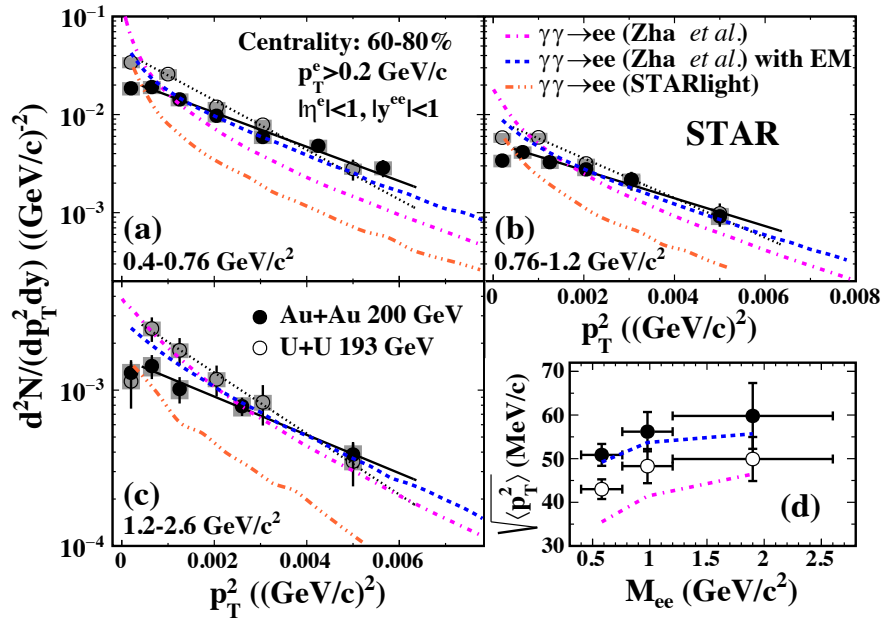 d²N/(dp_T²dy) ((GeV/c)⁻²)
10⁻¹
10⁻²
10⁻³
Centrality: 60-80%
p_T^e>0.2 GeV/c
|η^e|<1, |y^ee|<1
(a)
0.4-0.76 GeV/c²
γγ→ee (Zha et al.)
γγ→ee (Zha et al.) with EM
γγ→ee (STARlight)
STAR
(b)
0.76-1.2 GeV/c²
0 0.002 0.004 0.006 0.008
p_T² ((GeV/c)²)
10⁻³
10⁻⁴
Au+Au 200 GeV
U+U 193 GeV
(c)
1.2-2.6 GeV/c²
0 0.002 0.004 0.006
p_T² ((GeV/c)²)
√⟨p_T²⟩ (MeV/c)
70
60
50
40
30
(d)
0.5 1 1.5 2 2.5
M_ee (GeV/c²)